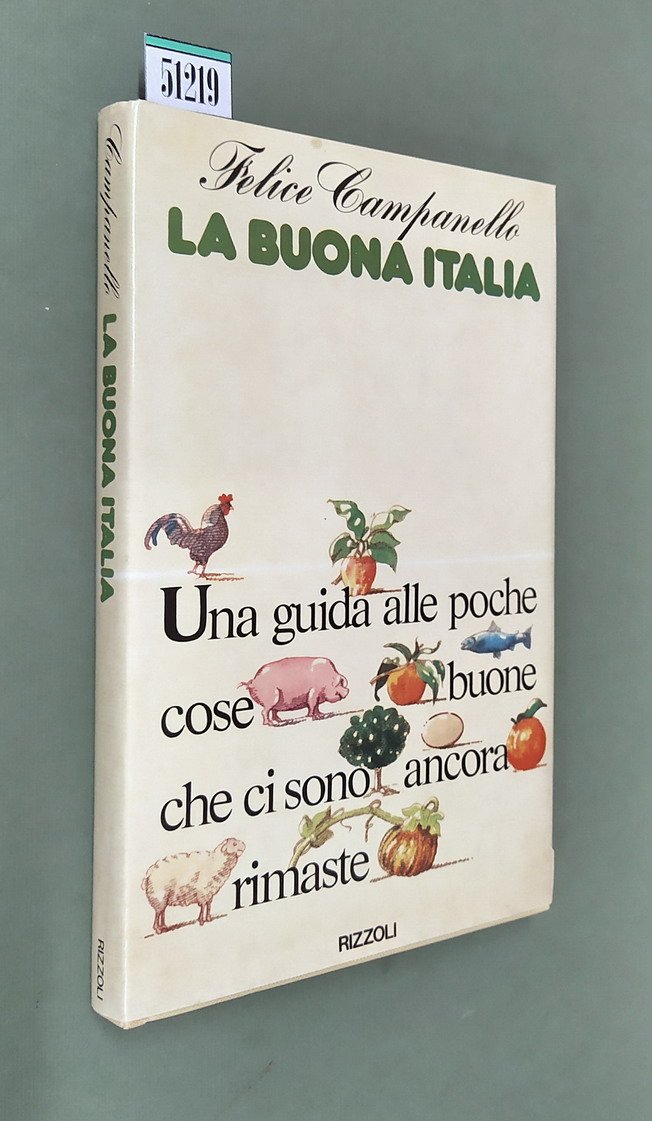 51219
Felice Campanello
LA BUONA ITALIA
Una guida alle poche
cose buone
che ci sono ancora
rimaste
RIZZOLI
Campanello LA BUONA ITALIA RIZZOLI